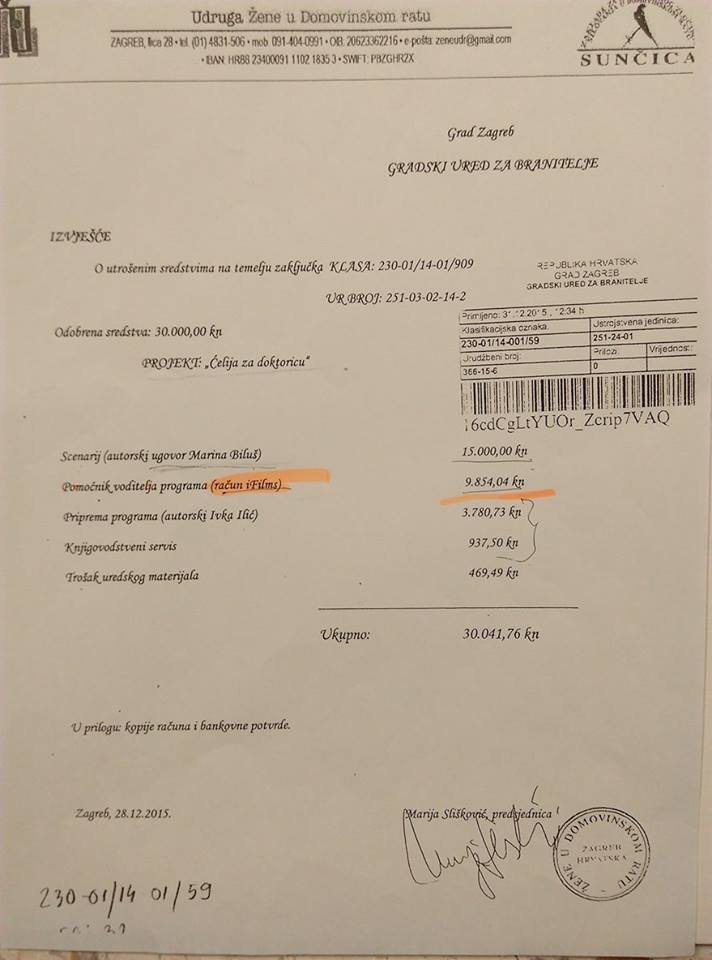 Udruga Žene u Domovinskom ratu
ZAGREB, Ilica 28 • tel. (01) 4831-506 • mob. 091-404-0991 • OIB: 20623362216 • e-pošta: zeneudr@gmail.com
• IBAN: HR88 23400091 1102 1835 3 • SWIFT: PBZGHR2X
SUNČICA
Grad Zagreb
GRADSKI URED ZA BRANITELJE
IZVJEŠĆE
O utrošenim sredstvima na temelju zaključka KLASA: 230-01/14-01/909
UR BROJ: 251-03-02-14-2
REPUBLIKA HRVATSKA
GRAD ZAGREB
GRADSKI URED ZA BRANITELJE
Primljeno: 31.12.2015., 12:34 h
Klasifikacijska oznaka: Ustrojstvena jedinica:
230-01/14-001/59 251-24-01
Urudžbeni broj: Prilozi: Vrijednost:
366-15-6 0
16cdCgLtYUOr_Zcrip7VAQ
Odobrena sredstva: 30.000,00 kn
PROJEKT: „Ćelija za doktoricu“
Scenarij (autorski ugovor Marina Biluš) 15.000,00 kn
Pomoćnik voditelja programa (račun iFilms) 9.854,04 kn
Priprema programa (autorski Ivka Ilić) 3.780,73 kn
Knjigovodstveni servis 937,50 kn
Trošak uredskog materijala 469,49 kn
Ukupno: 30.041,76 kn
U prilogu: kopije računa i bankovne potvrde.
Zagreb, 28.12.2015.
Marija Slišković, predsjednica
ŽENE U DOMOVINSKOM RATU
ZAGREB
HRVATSKA
230-01/14 01/59